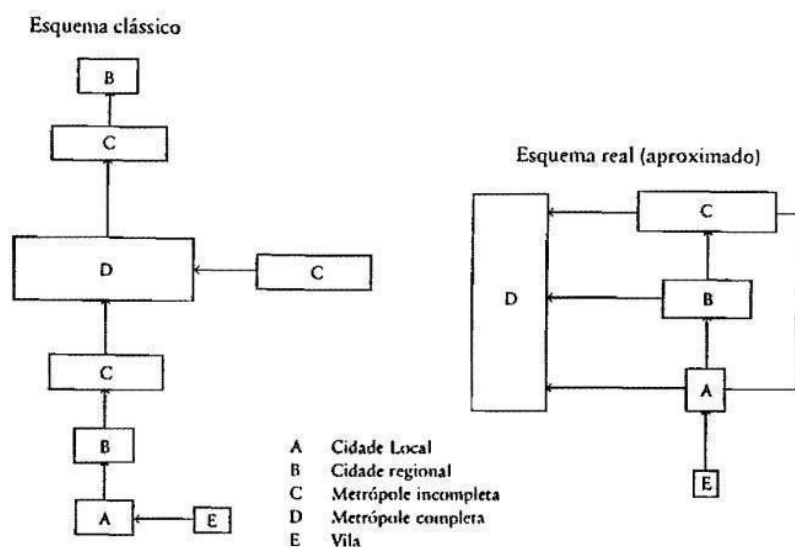 Esquema clássico
B
C
D
C
C
B
A
E
Esquema real (aproximado)
C
D
B
A
E
A Cidade Local
B Cidade regional
C Metrópole incompleta
D Metrópole completa
E Vila